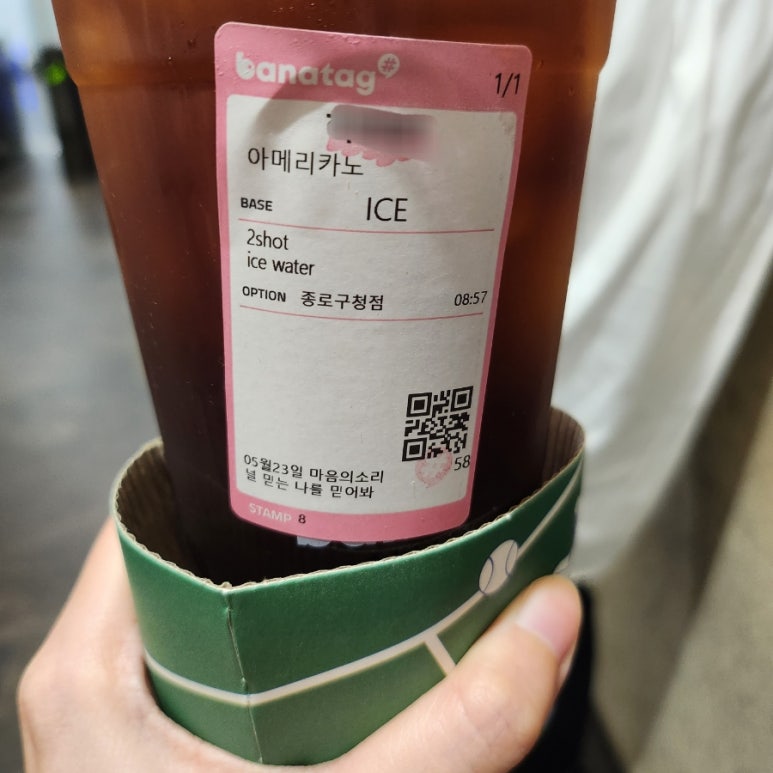 banatag#
1/1
아메리카노
BASE ICE
2shot
ice water
OPTION 종로구청점 08:57
58
05월23일 마음의소리
널 믿는 나를 믿어봐
STAMP 8